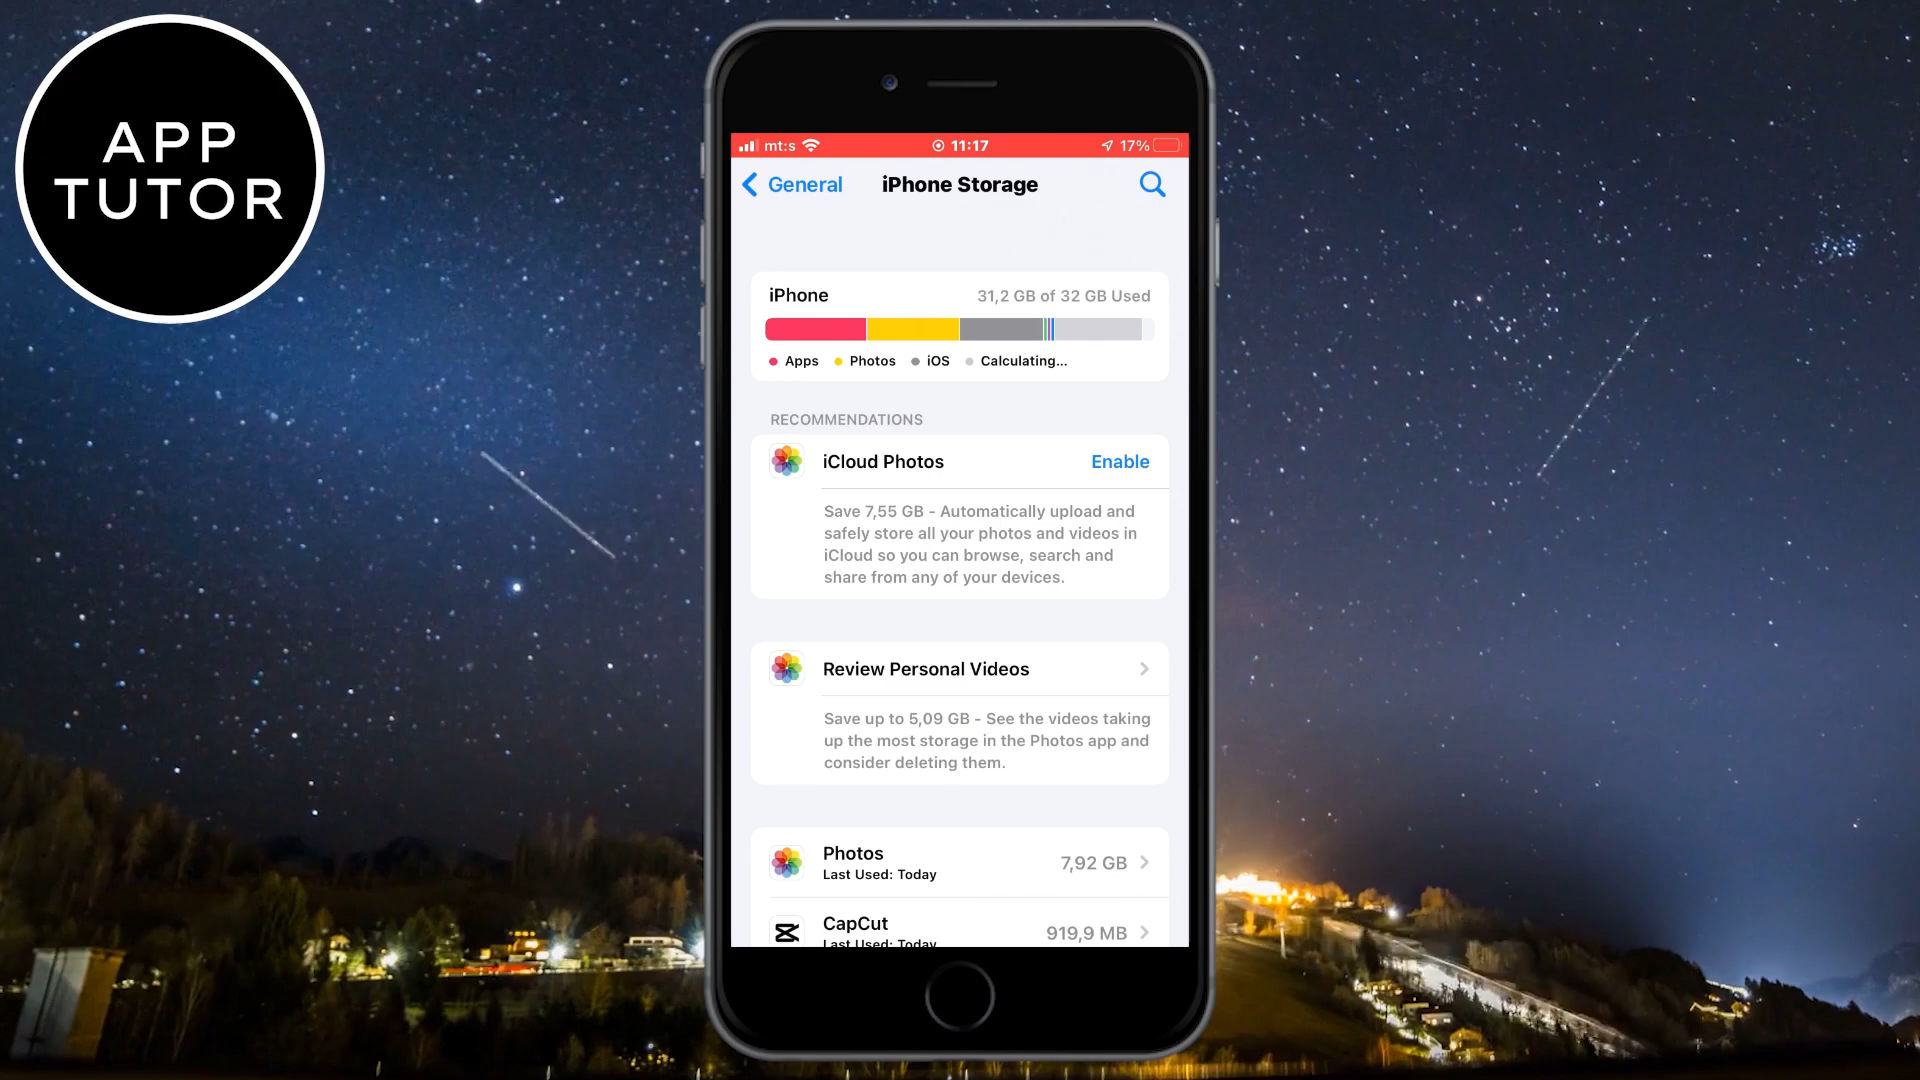 APP
TUTOR
mt:s 11:17 17%
General iPhone Storage
iPhone 31,2 GB of 32 GB Used
Apps Photos iOS Calculating...
RECOMMENDATIONS
iCloud Photos Enable
Save 7,55 GB - Automatically upload and
safely store all your photos and videos in
iCloud so you can browse, search and
share from any of your devices.
Review Personal Videos
Save up to 5,09 GB - See the videos taking
up the most storage in the Photos app and
consider deleting them.
Photos 7,92 GB
Last Used: Today
CapCut 919,9 MB
Last Used: Today